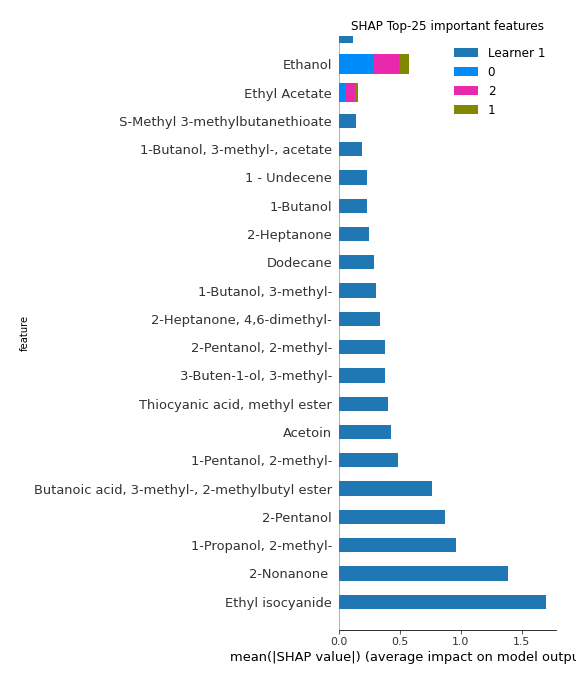 SHAP Top-25 important features
Learner 1
0
2
1
Ethanol
Ethyl Acetate
S-Methyl 3-methylbutanethioate
1-Butanol, 3-methyl-, acetate
1 - Undecene
1-Butanol
2-Heptanone
Dodecane
1-Butanol, 3-methyl-
2-Heptanone, 4,6-dimethyl-
2-Pentanol, 2-methyl-
3-Buten-1-ol, 3-methyl-
Thiocyanic acid, methyl ester
Acetoin
1-Pentanol, 2-methyl-
Butanoic acid, 3-methyl-, 2-methylbutyl ester
2-Pentanol
1-Propanol, 2-methyl-
2-Nonanone
Ethyl isocyanide
feature
0.0 0.5 1.0 1.5
mean(|SHAP value|) (average impact on model outpu